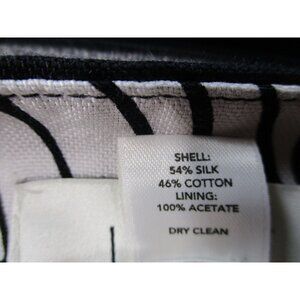 SHELL:
54% SILK
46% COTTON
LINING:
100% ACETATE
DRY CLEAN